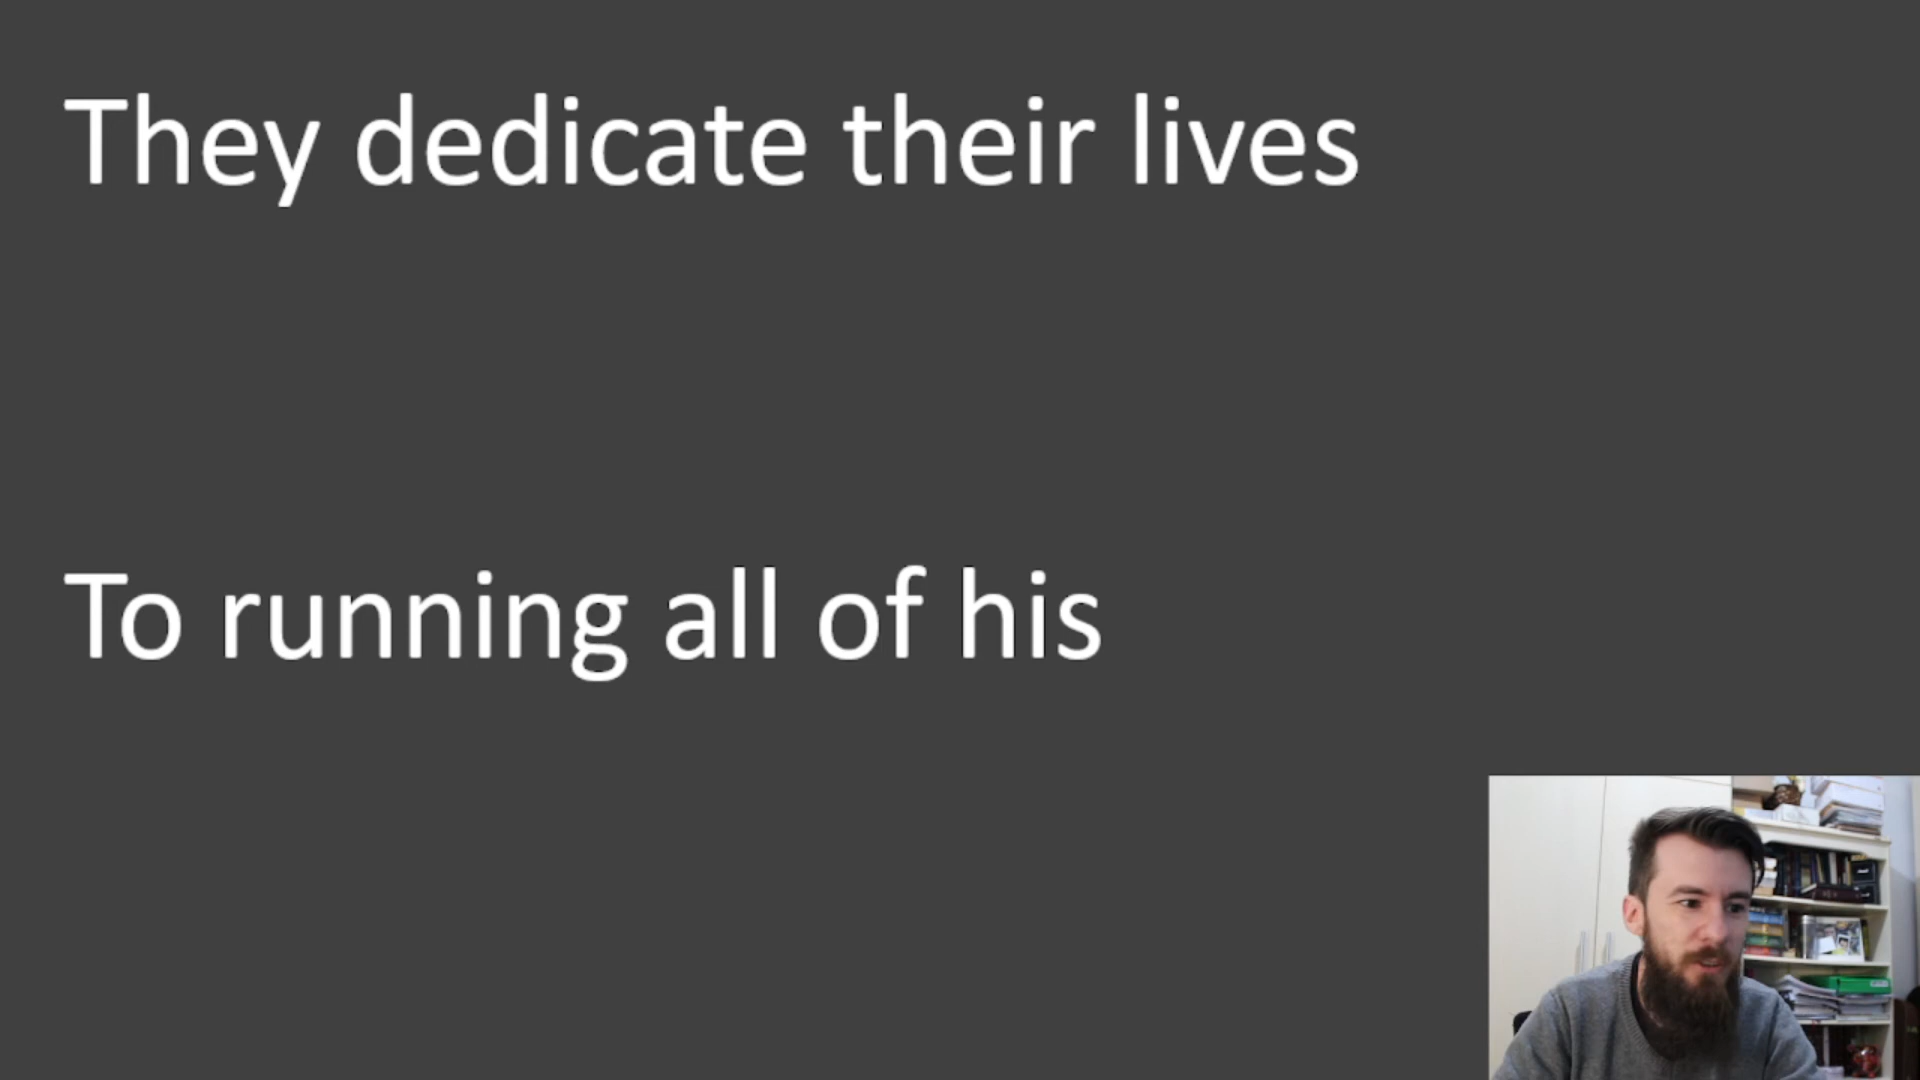 They dedicate their lives
To running all of his